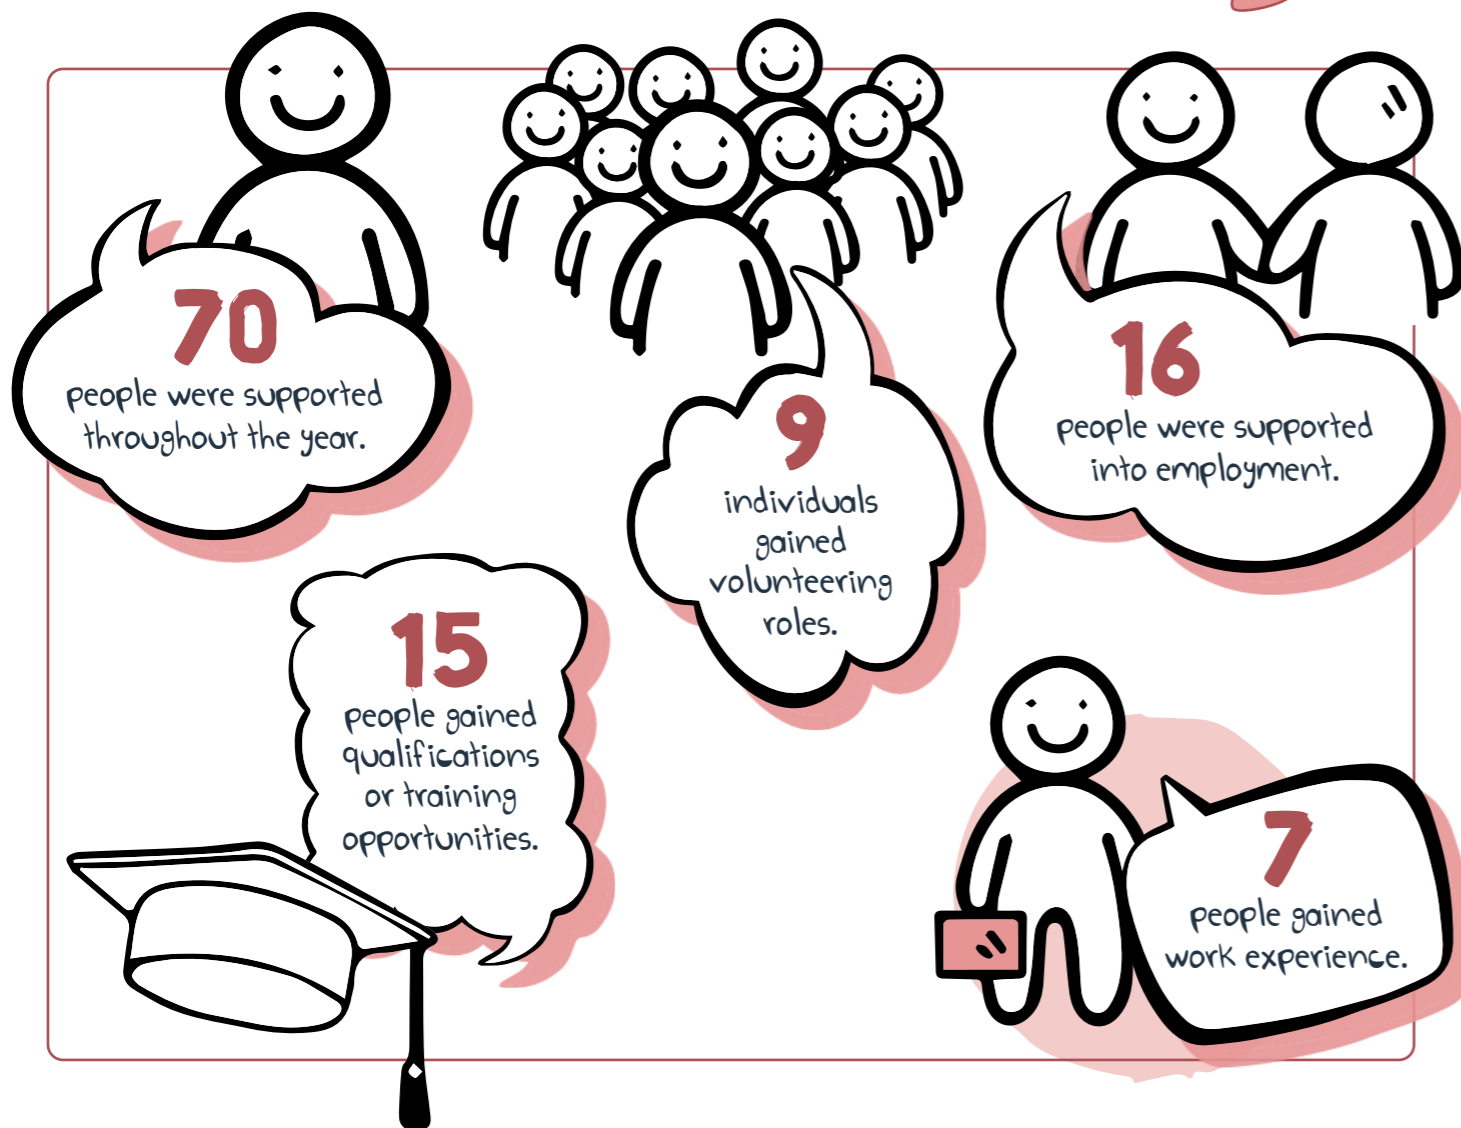 70
people were supported
throughout the year.
9
individuals
gained
volunteering
roles.
16
people were supported
into employment.
15
people gained
qualifications
or training
opportunities.
7
people gained
work experience.